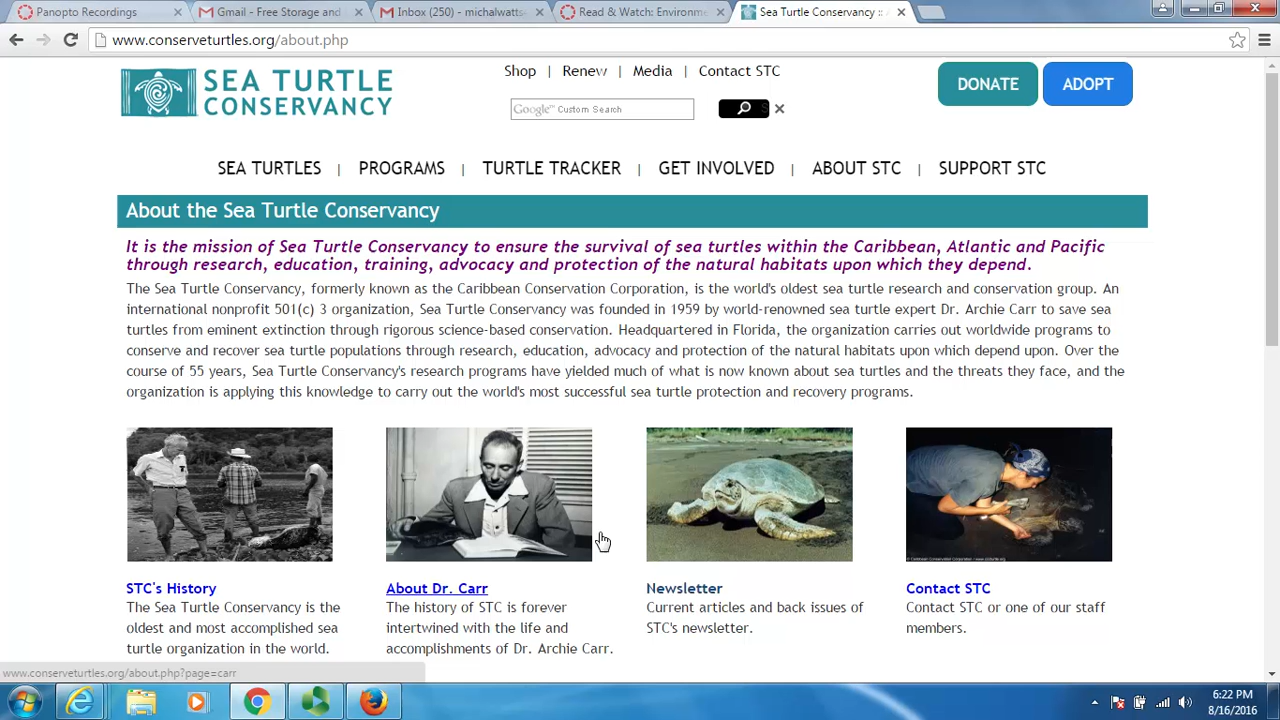 Panopto Recordings
Gmail - Free Storage and
Inbox (250) - michalwatts-
Read & Watch: Environme
Sea Turtle Conservancy :: A
www.conserveturtles.org/about.php
SEA TURTLE
CONSERVANCY
Shop | Renew | Media | Contact STC
Google™ Custom Search
DONATE
ADOPT
SEA TURTLES | PROGRAMS | TURTLE TRACKER | GET INVOLVED | ABOUT STC | SUPPORT STC
About the Sea Turtle Conservancy
It is the mission of Sea Turtle Conservancy to ensure the survival of sea turtles within the Caribbean, Atlantic and Pacific
through research, education, training, advocacy and protection of the natural habitats upon which they depend.
The Sea Turtle Conservancy, formerly known as the Caribbean Conservation Corporation, is the world's oldest sea turtle research and conservation group. An
international nonprofit 501(c) 3 organization, Sea Turtle Conservancy was founded in 1959 by world-renowned sea turtle expert Dr. Archie Carr to save sea
turtles from eminent extinction through rigorous science-based conservation. Headquartered in Florida, the organization carries out worldwide programs to
conserve and recover sea turtle populations through research, education, advocacy and protection of the natural habitats upon which depend upon. Over the
course of 55 years, Sea Turtle Conservancy's research programs have yielded much of what is now known about sea turtles and the threats they face, and the
organization is applying this knowledge to carry out the world's most successful sea turtle protection and recovery programs.
STC's History
The Sea Turtle Conservancy is the
oldest and most accomplished sea
turtle organization in the world.
About Dr. Carr
The history of STC is forever
intertwined with the life and
accomplishments of Dr. Archie Carr.
Newsletter
Current articles and back issues of
STC's newsletter.
Contact STC
Contact STC or one of our staff
members.
www.conserveturtles.org/about.php?page=carr
6:22 PM
8/16/2016